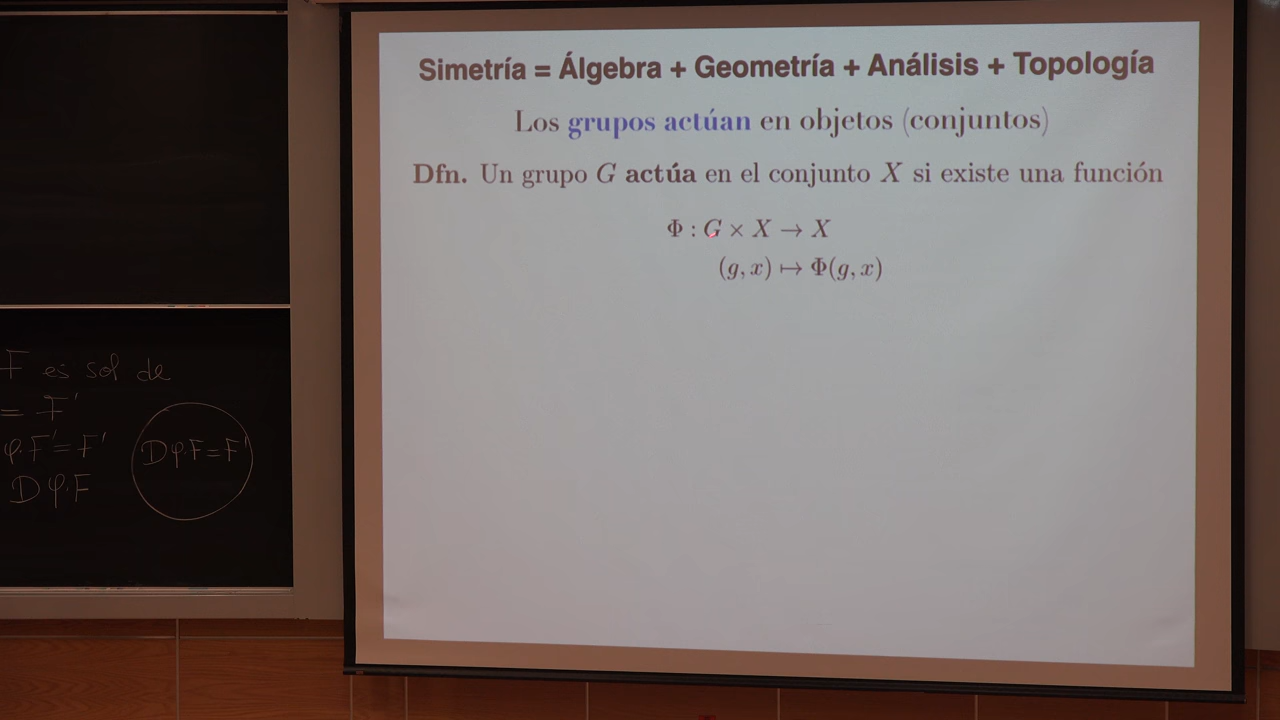 Simetría = Álgebra + Geometría + Análisis + Topología
Los grupos actúan en objetos (conjuntos)
Dfn. Un grupo G actúa en el conjunto X si existe una función
Φ : G × X → X
(g, x) ↦ Φ(g, x)
F es sol de
= F'
φ·F'=F'
Dφ·F
Dφ·F=F'